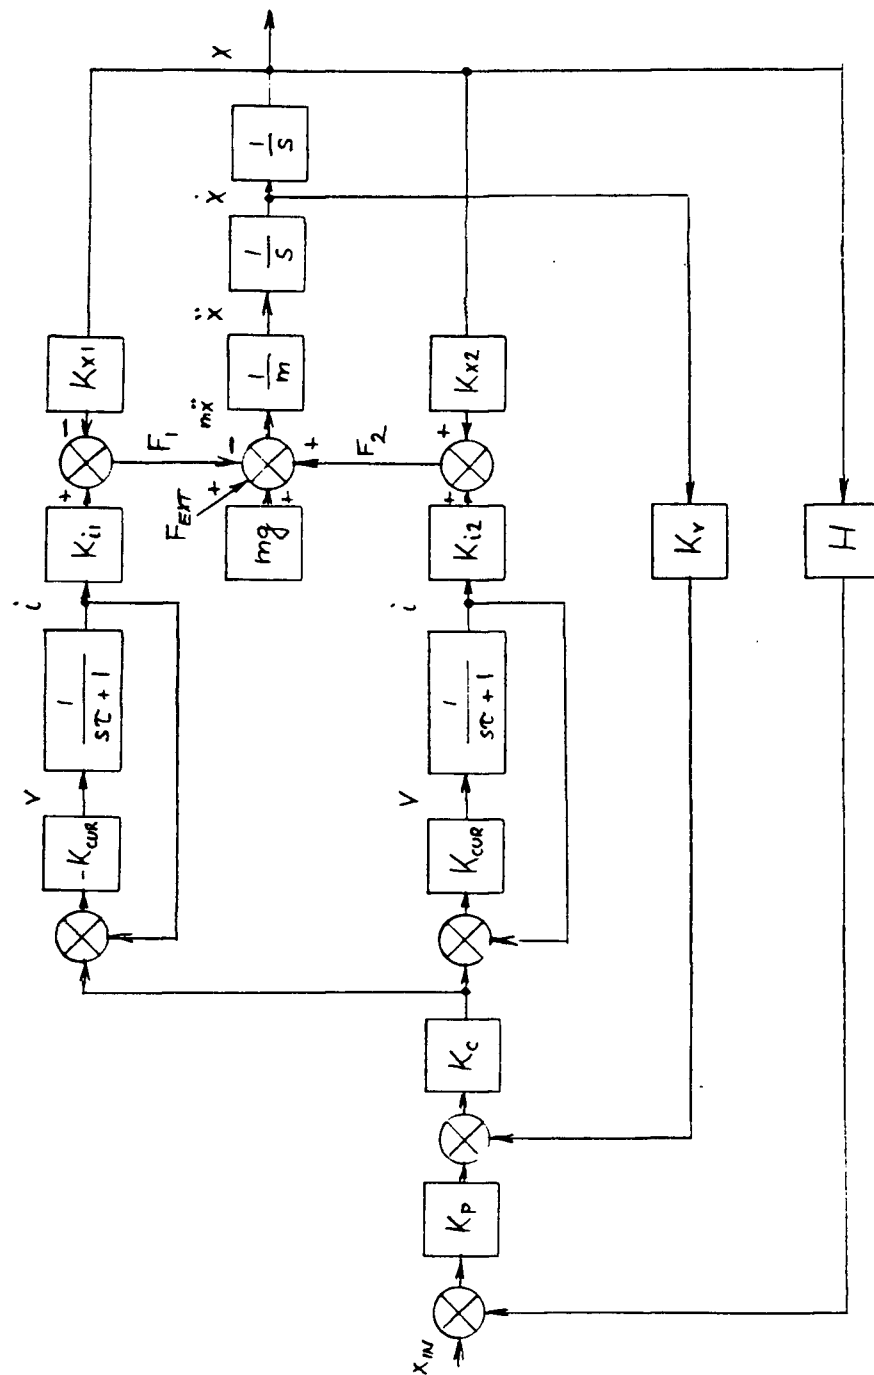 X
1/s
Ẋ
1/s
Ẍ
1/m
mẍ
Kx1
−
+
F1
−
+
+
+
FEXT
mg
F2
Kx2
+
+
Ki1
i
1/sτ+1
V
-KCUR
Ki2
i
1/sτ+1
V
KCUR
Kv
H
Kc
Kp
XIN